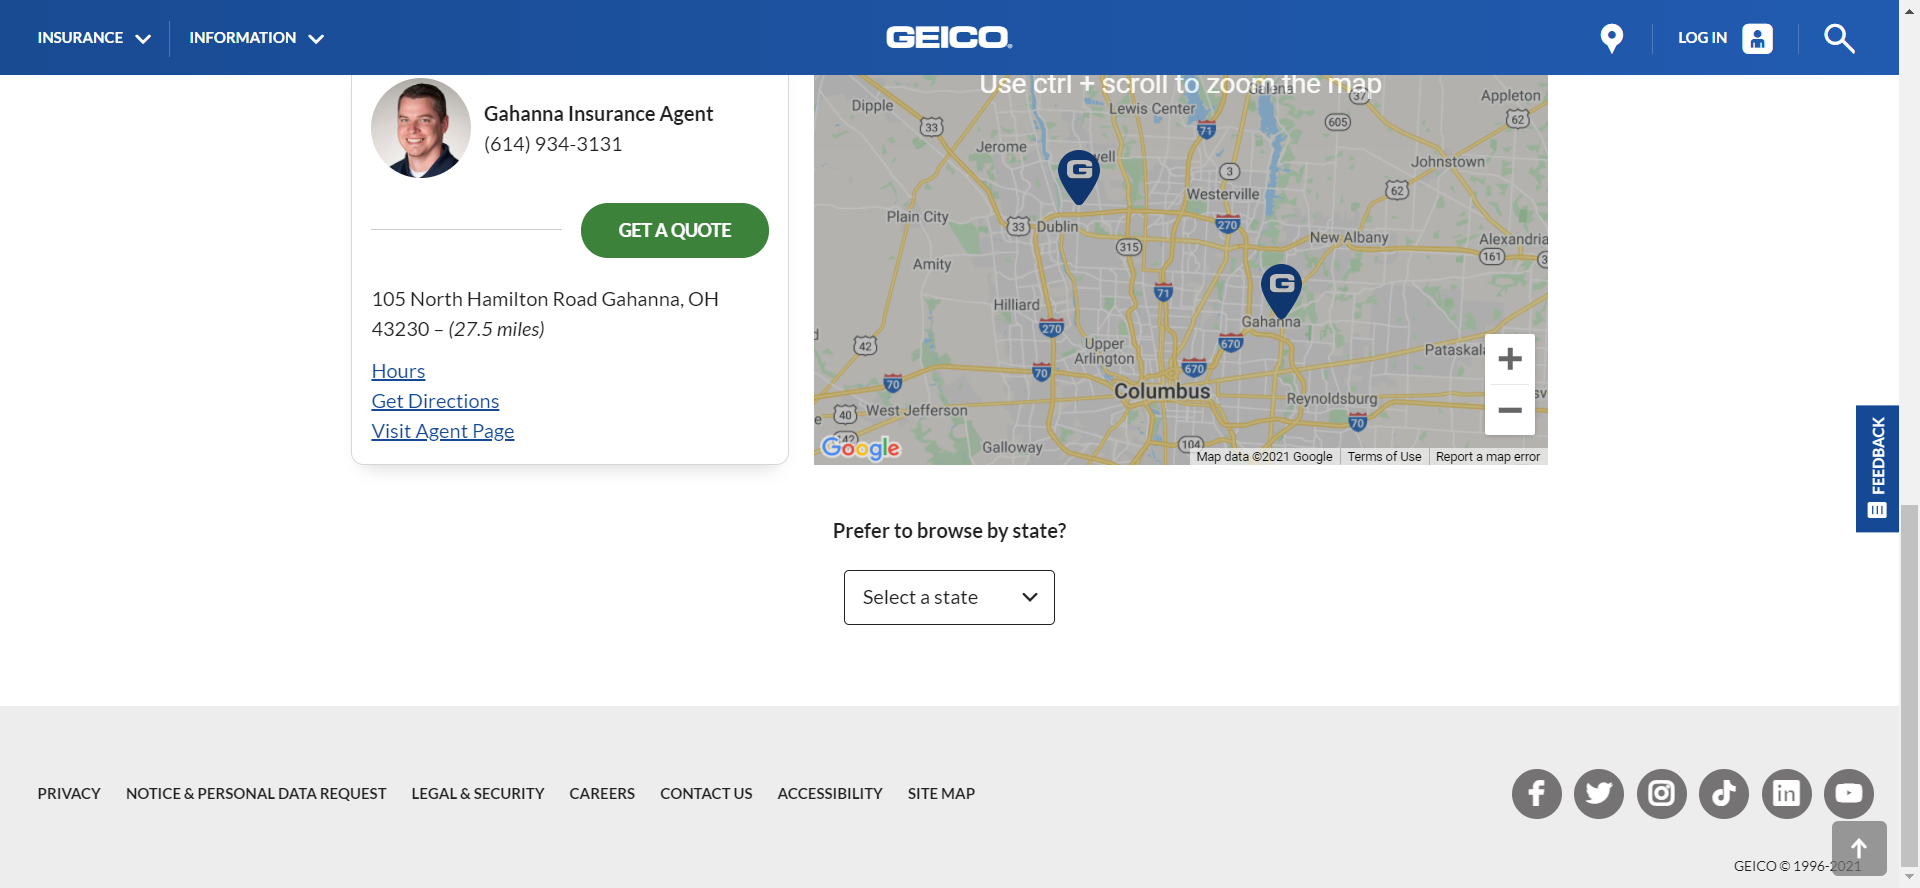 INSURANCE
INFORMATION
GEICO
LOG IN
Gahanna Insurance Agent
(614) 934-3131
GET A QUOTE
105 North Hamilton Road Gahanna, OH
43230 – (27.5 miles)
Hours
Get Directions
Visit Agent Page
Use ctrl + scroll to zoom the map
Galena
37
Dipple
Lewis Center
Appleton
33
71
605
62
Jerome
Johnstown
G
well
3
Westerville
62
Plain City
33
Dublin
270
New Albany
315
Alexandria
161
3
Amity
G
Hilliard
71
Gahanna
270
42
Upper
Arlington
670
Pataskal
70
70
670
Columbus
Reynoldsburg
sv
40
West Jefferson
70
e
42
Galloway
104
Google
Map data ©2021 Google
Terms of Use
Report a map error
FEEDBACK
Prefer to browse by state?
Select a state
PRIVACY
NOTICE & PERSONAL DATA REQUEST
LEGAL & SECURITY
CAREERS
CONTACT US
ACCESSIBILITY
SITE MAP
GEICO © 1996-2021